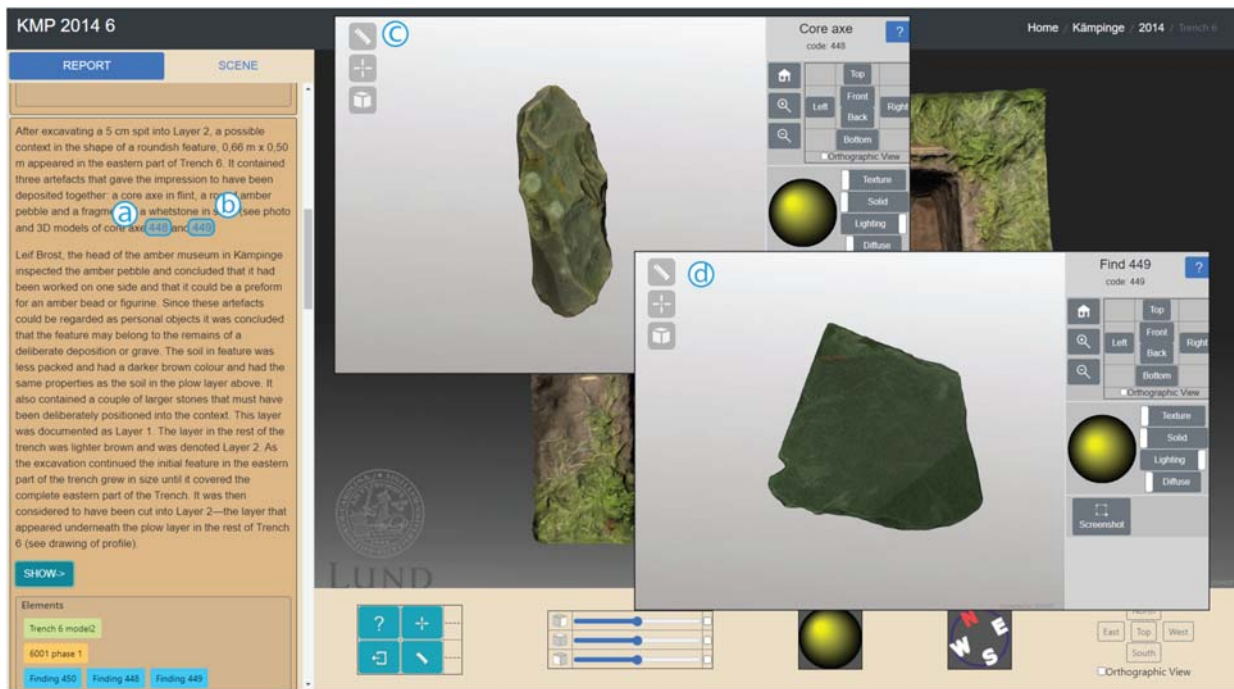 KMP 2014 6
Home / Kämpinge / 2014 / Trench 6
REPORT
SCENE
After excavating a 5 cm spit into Layer 2, a possible
context in the shape of a roundish feature, 0,66 m x 0,50
m appeared in the eastern part of Trench 6. It contained
three artefacts that gave the impression to have been
deposited together: a core axe in flint, a amber
pebble and a a whetstone in (see photo
and 3D models of core axe 448 and 449
a
b
Leif Brost, the head of the amber museum in Kämpinge
inspected the amber pebble and concluded that it had
been worked on one side and that it could be a preform
for an amber bead or figurine. Since these artefacts
could be regarded as personal objects it was concluded
that the feature may belong to the remains of a
deliberate deposition or grave. The soil in feature was
less packed and had a darker brown colour and had the
same properties as the soil in the plow layer above. It
also contained a couple of larger stones that must have
been deliberately positioned into the context. This layer
was documented as Layer 1. The layer in the rest of the
trench was lighter brown and was denoted Layer 2. As
the excavation continued the initial feature in the eastern
part of the trench grew in size until it covered the
complete eastern part of the Trench. It was then
considered to have been cut into Layer 2—the layer that
appeared underneath the plow layer in the rest of Trench
6 (see drawing of profile).
SHOW->
Elements
Trench 6 model2
6001 phase 1
Finding 450 Finding 448 Finding 449
c
Core axe
code: 448
?
Top
Left Front Right
Back
Bottom
Orthographic View
Texture
Solid
Lighting
Diffuse
d
Find 449
code: 449
?
Top
Left Front Right
Back
Bottom
Orthographic View
Texture
Solid
Lighting
Diffuse
Screenshot
LUND
?
N
W E
S
North
East Top West
South
Orthographic View